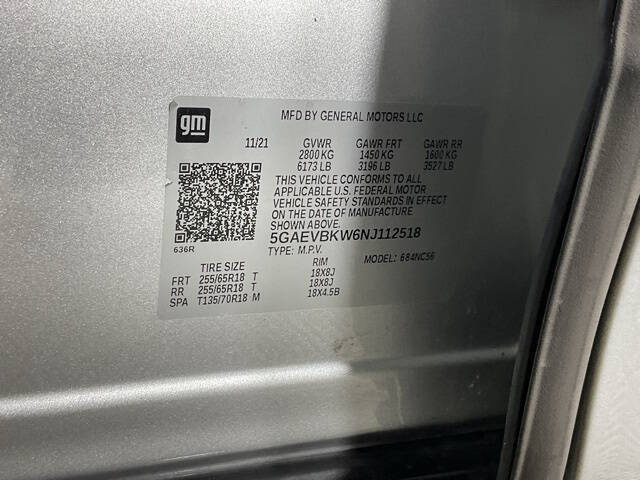 gm
MFD BY GENERAL MOTORS LLC
11/21 GVWR GAWR FRT GAWR RR
2800 KG 1450 KG 1600 KG
6173 LB 3196 LB 3527 LB
THIS VEHICLE CONFORMS TO ALL
APPLICABLE U.S. FEDERAL MOTOR
VEHICLE SAFETY STANDARDS IN EFFECT
ON THE DATE OF MANUFACTURE
5GAEVBKW6NJ112518
636R
TYPE: M.P.V. MODEL: 684NC56
TIRE SIZE RIM
FRT 255/65R18 T 18X8J
RR 255/65R18 T 18X8J
SPA T135/70R18 M 18X4.5B